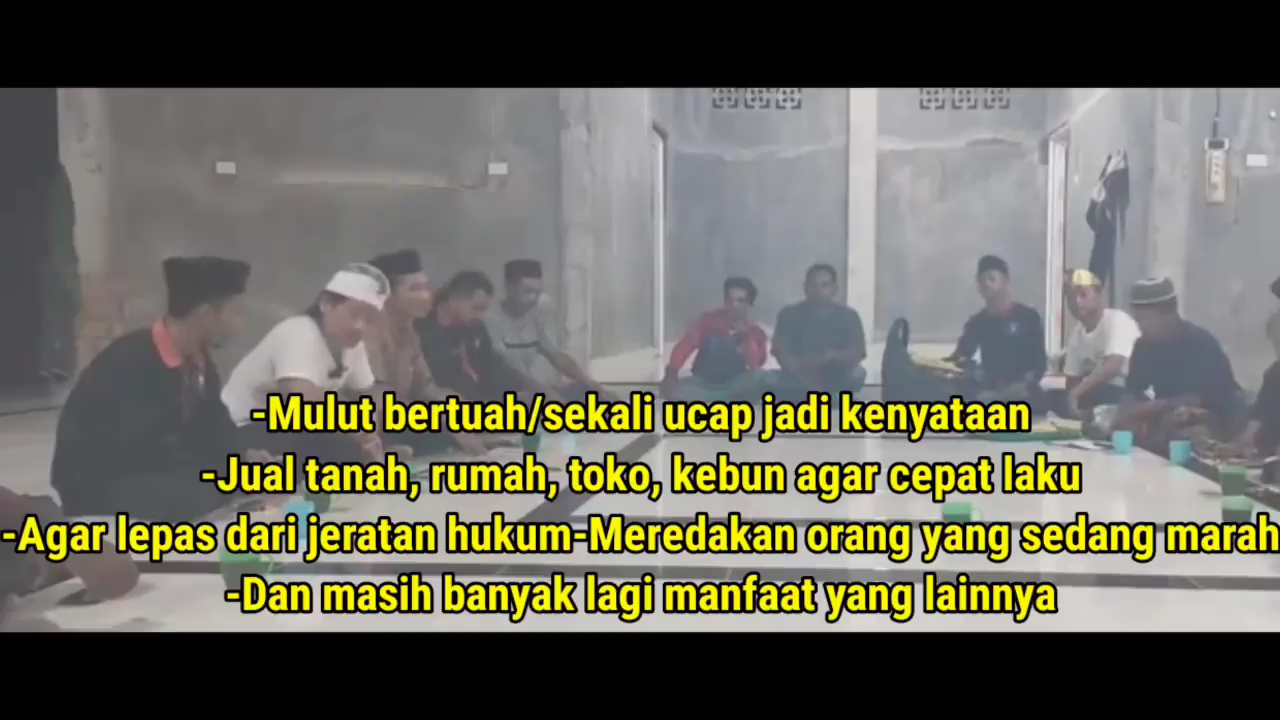 -Mulut bertuah/sekali ucap jadi kenyataan
-Jual tanah, rumah, toko, kebun agar cepat laku
-Agar lepas dari jeratan hukum-Meredakan orang yang sedang marah
-Dan masih banyak lagi manfaat yang lainnya